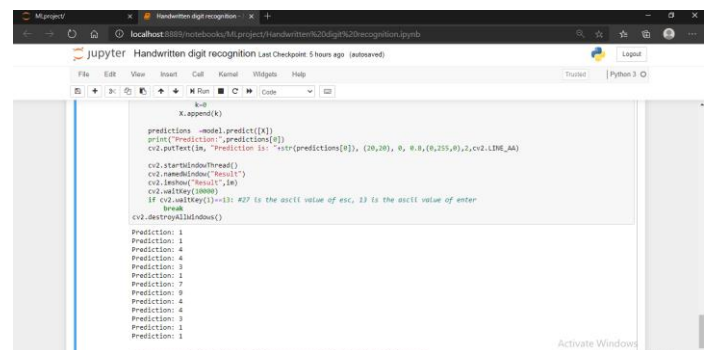 MLproject/
Handwritten digit recognition -
localhost:8889/notebooks/MLproject/Handwritten%20digit%20recognition.ipynb
jupyter Handwritten digit recognition Last Checkpoint: 5 hours ago (autosaved)
Logout
File Edit View Insert Cell Kernel Widgets Help
Trusted Python 3
Run Code
k=0
X.append(k)
predictions =model.predict([X])
print("Prediction:",predictions[0])
cv2.putText(im, "Prediction is: "+str(predictions[0]), (20,20), 0, 0.8,(0,255,0),2,cv2.LINE_AA)
cv2.startWindowThread()
cv2.namedWindow("Result")
cv2.imshow("Result",im)
cv2.waitKey(10000)
if cv2.waitKey(1)==13: #27 is the ascii value of esc, 13 is the ascii value of enter
break
cv2.destroyAllWindows()
Prediction: 1
Prediction: 1
Prediction: 4
Prediction: 4
Prediction: 3
Prediction: 1
Prediction: 7
Prediction: 9
Prediction: 4
Prediction: 4
Prediction: 3
Prediction: 1
Prediction: 1
Activate Windows